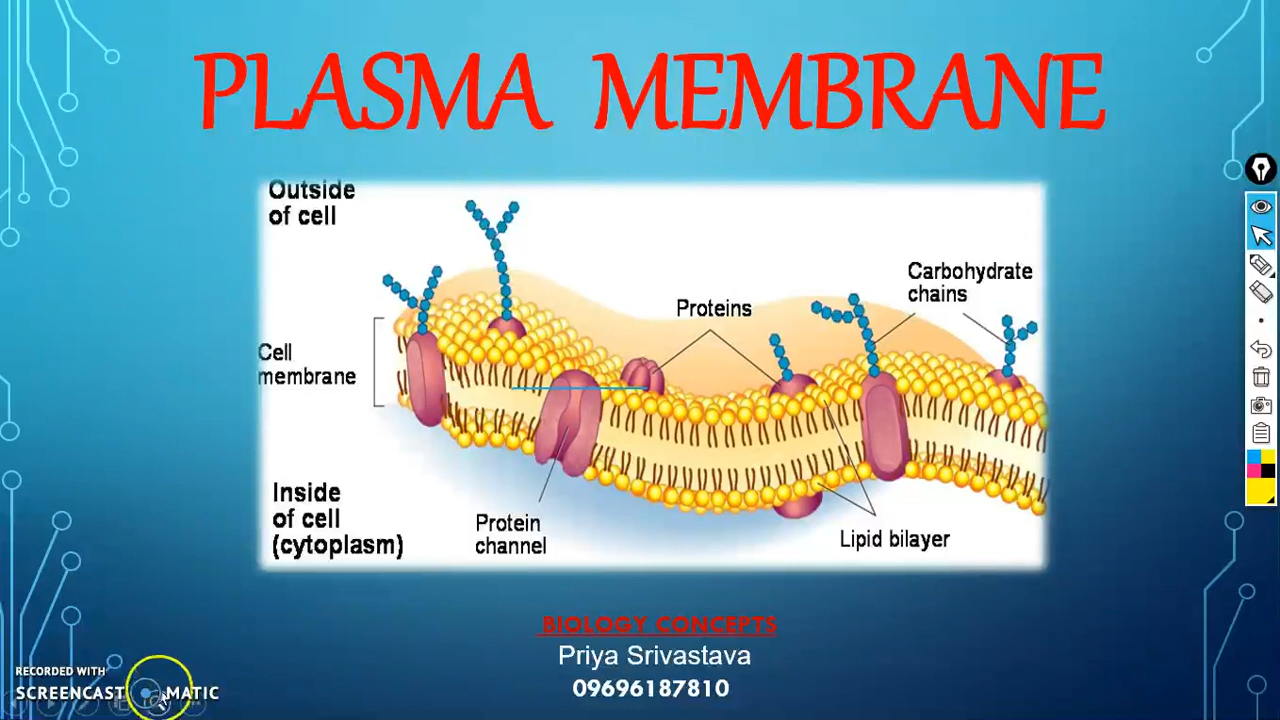 PLASMA MEMBRANE
Outside
of cell
Carbohydrate
chains
Proteins
Cell
membrane
Inside
of cell
(cytoplasm)
Protein
channel
Lipid bilayer
BIOLOGY CONCEPTS
Priya Srivastava
09696187810
RECORDED WITH
SCREENCAST MATIC